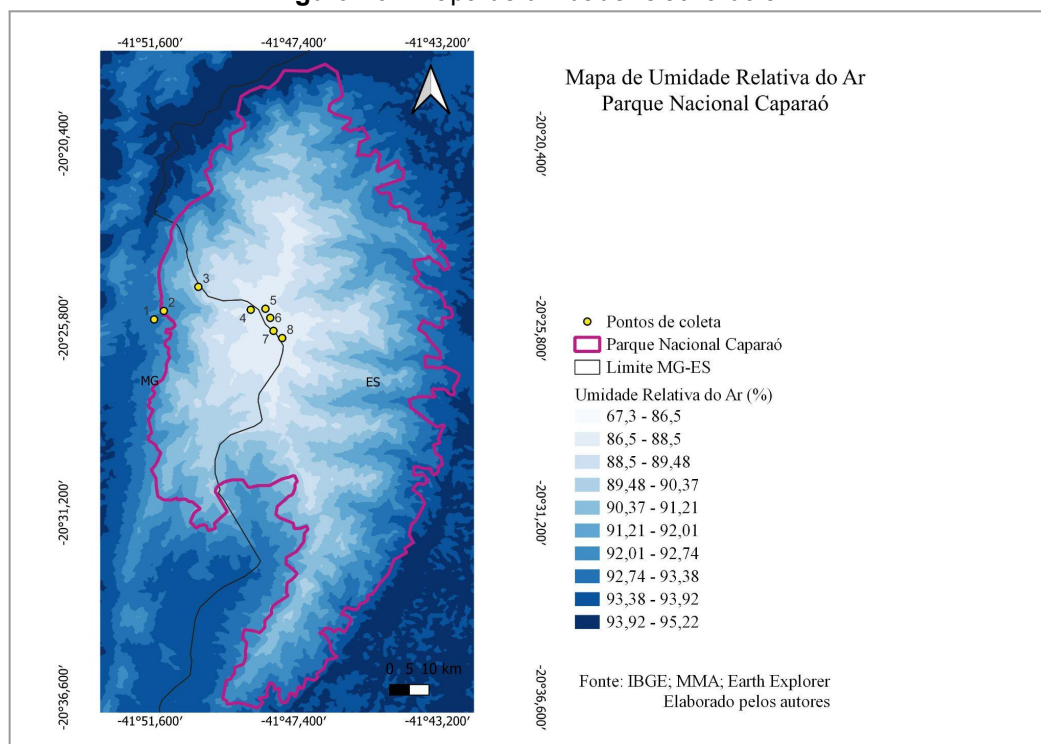 -41°51,600′ -41°47,400′ -41°43,200′
Mapa de Umidade Relativa do Ar
Parque Nacional Caparaó
-20°20,400′ -20°20,400′
3
2
1
5
4
6
7 8
-20°25,800′ -20°25,800′
MG ES
Pontos de coleta
Parque Nacional Caparaó
Limite MG-ES
Umidade Relativa do Ar (%)
67,3 - 86,5
86,5 - 88,5
88,5 - 89,48
89,48 - 90,37
90,37 - 91,21
91,21 - 92,01
92,01 - 92,74
92,74 - 93,38
93,38 - 93,92
93,92 - 95,22
-20°31,200′ -20°31,200′
0 5 10 km
-20°36,600′ -20°36,600′
Fonte: IBGE; MMA; Earth Explorer
Elaborado pelos autores
-41°51,600′ -41°47,400′ -41°43,200′